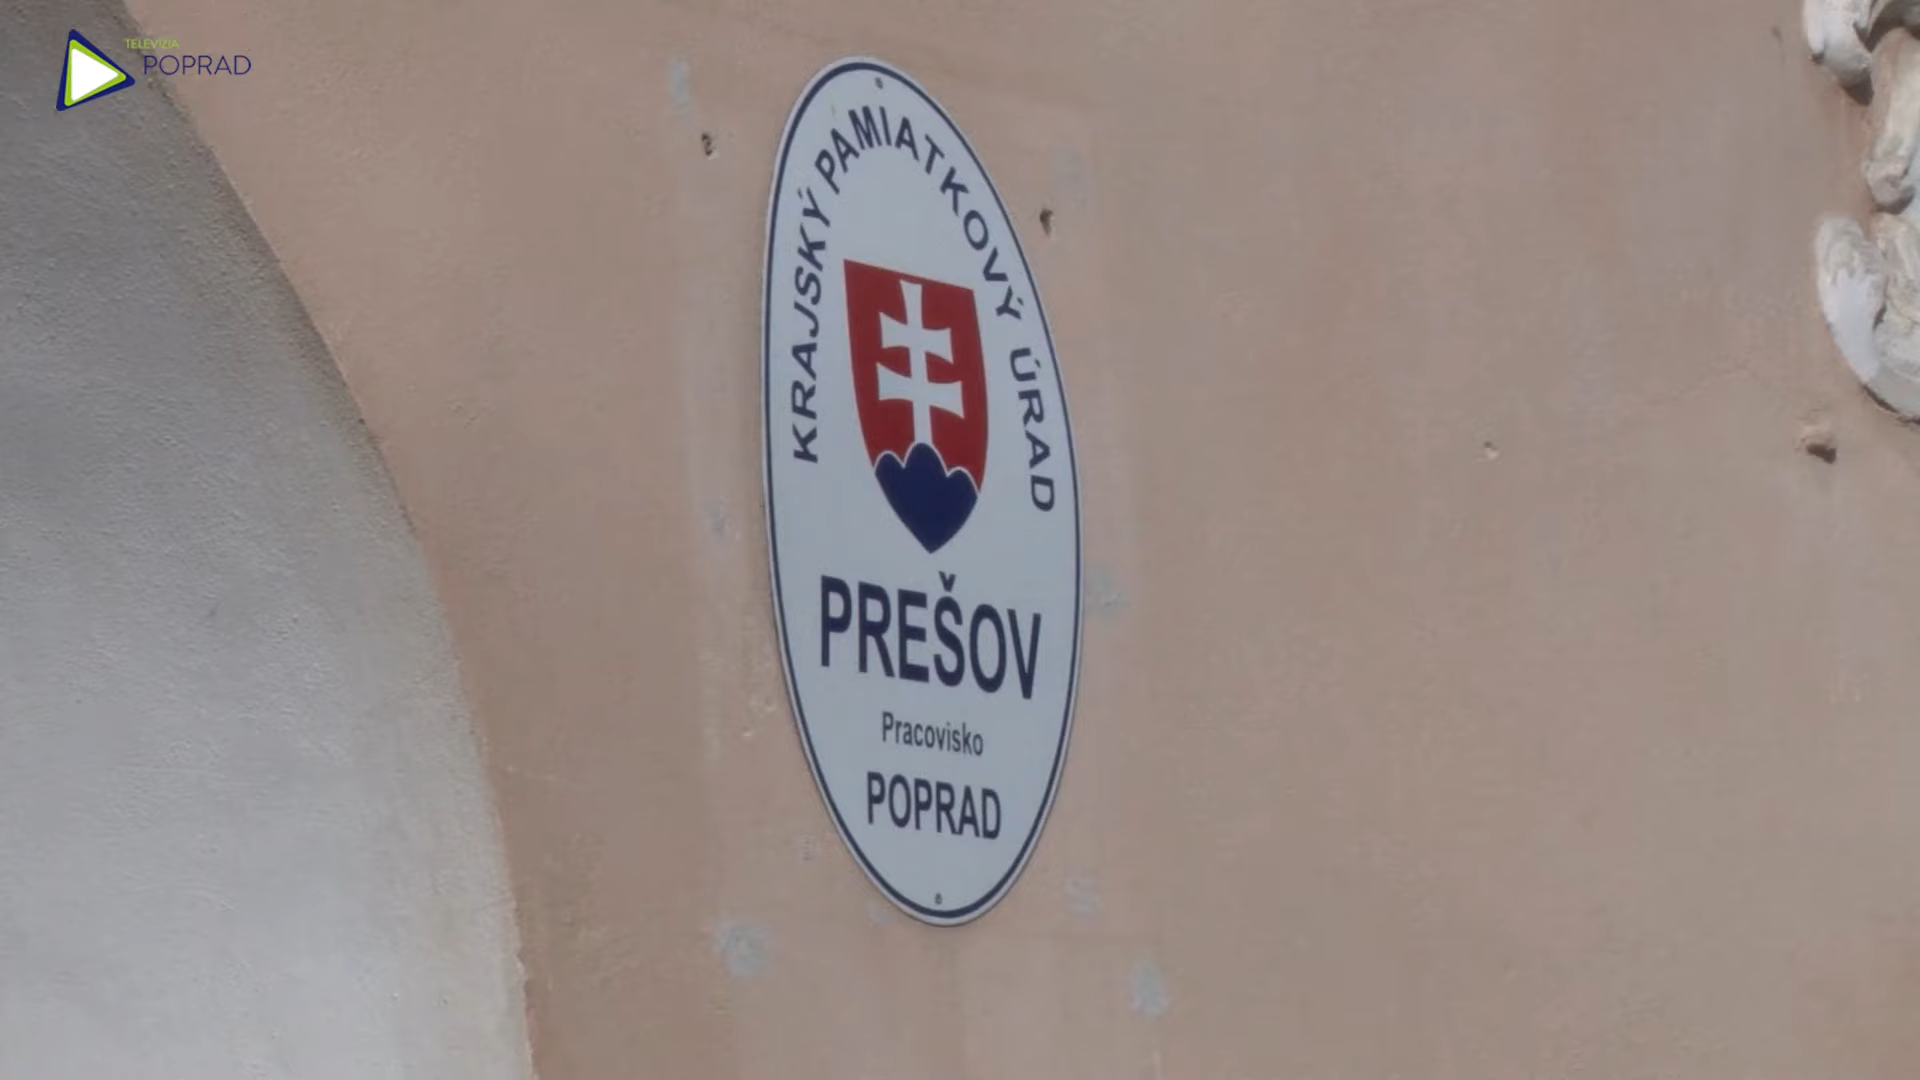 TELEVÍZIA
POPRAD
KRAJSKÝ PAMIATKOVÝ ÚRAD
PREŠOV
Pracovisko
POPRAD